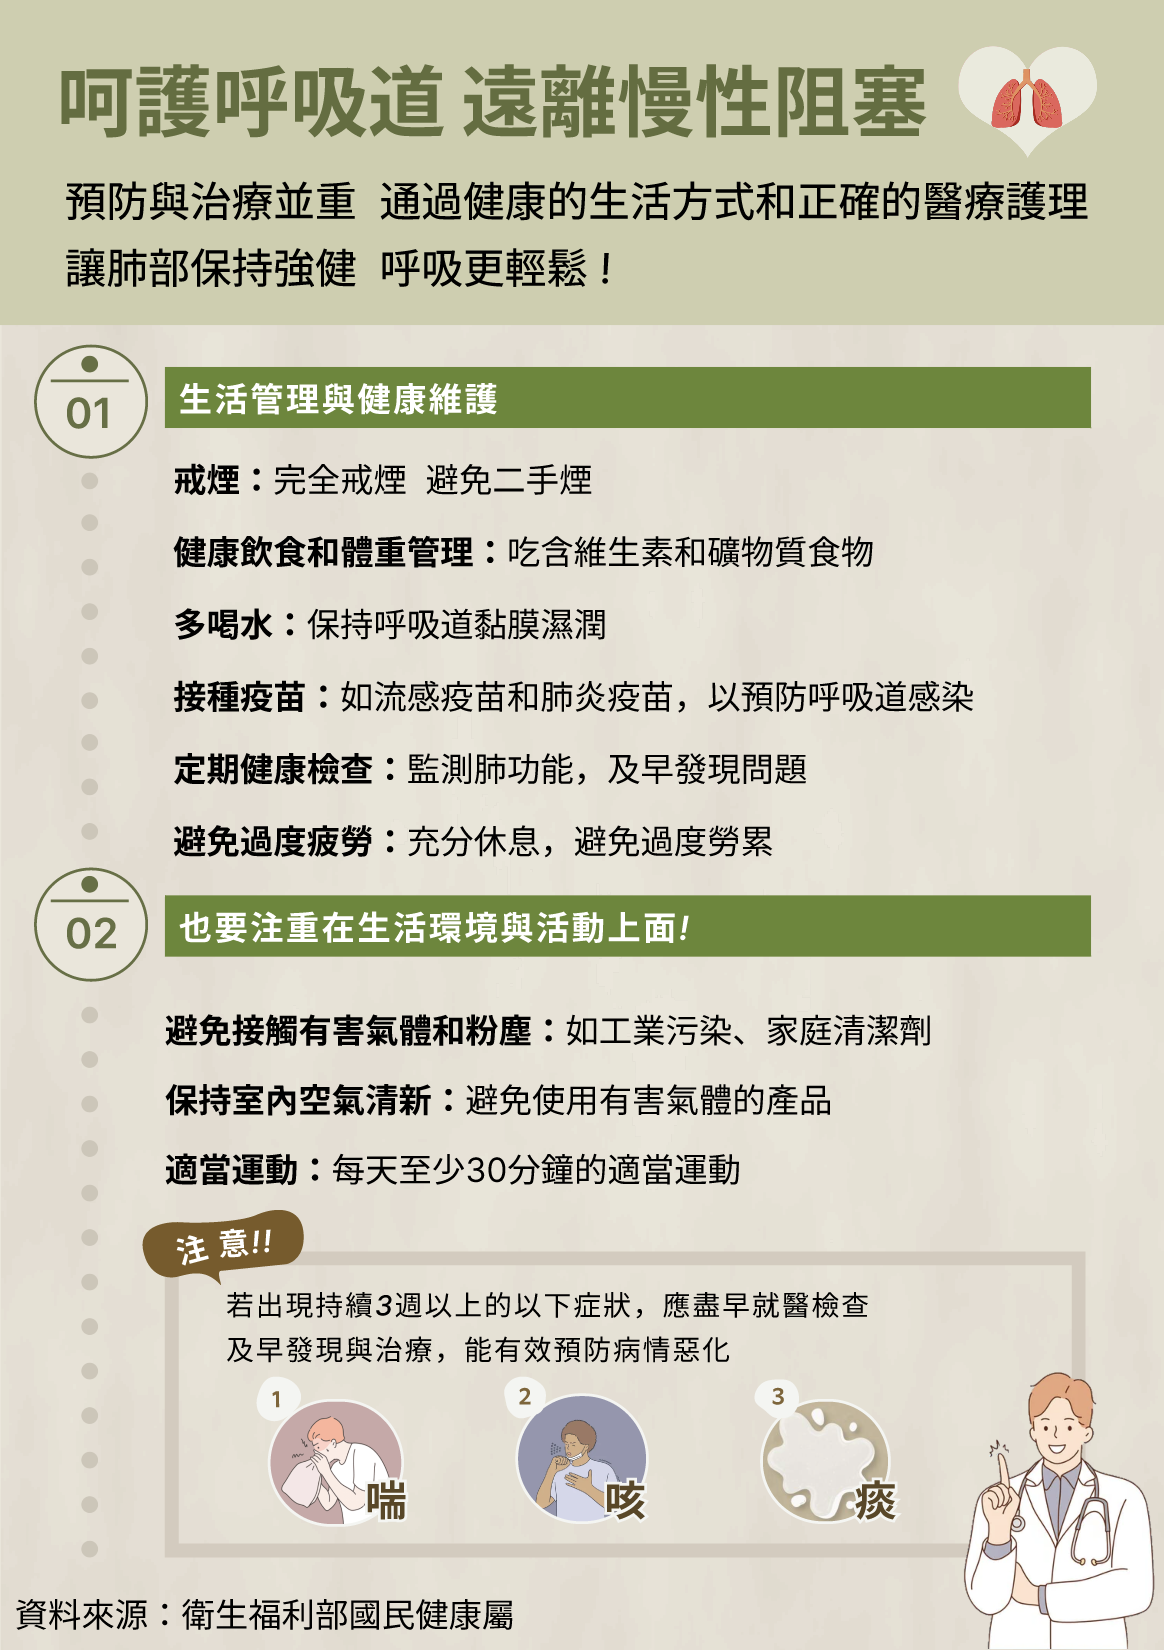 呵護呼吸道 遠離慢性阻塞
預防與治療並重 通過健康的生活方式和正確的醫療護理
讓肺部保持強健 呼吸更輕鬆！
01
生活管理與健康維護
戒煙：完全戒煙 避免二手煙
健康飲食和體重管理：吃含維生素和礦物質食物
多喝水：保持呼吸道黏膜濕潤
接種疫苗：如流感疫苗和肺炎疫苗，以預防呼吸道感染
定期健康檢查：監測肺功能，及早發現問題
避免過度疲勞：充分休息，避免過度勞累
02
也要注重在生活環境與活動上面!
避免接觸有害氣體和粉塵：如工業污染、家庭清潔劑
保持室內空氣清新：避免使用有害氣體的產品
適當運動：每天至少30分鐘的適當運動
注意!!
若出現持續3週以上的以下症狀，應盡早就醫檢查
及早發現與治療，能有效預防病情惡化
1
喘
2
咳
3
痰
資料來源：衛生福利部國民健康屬